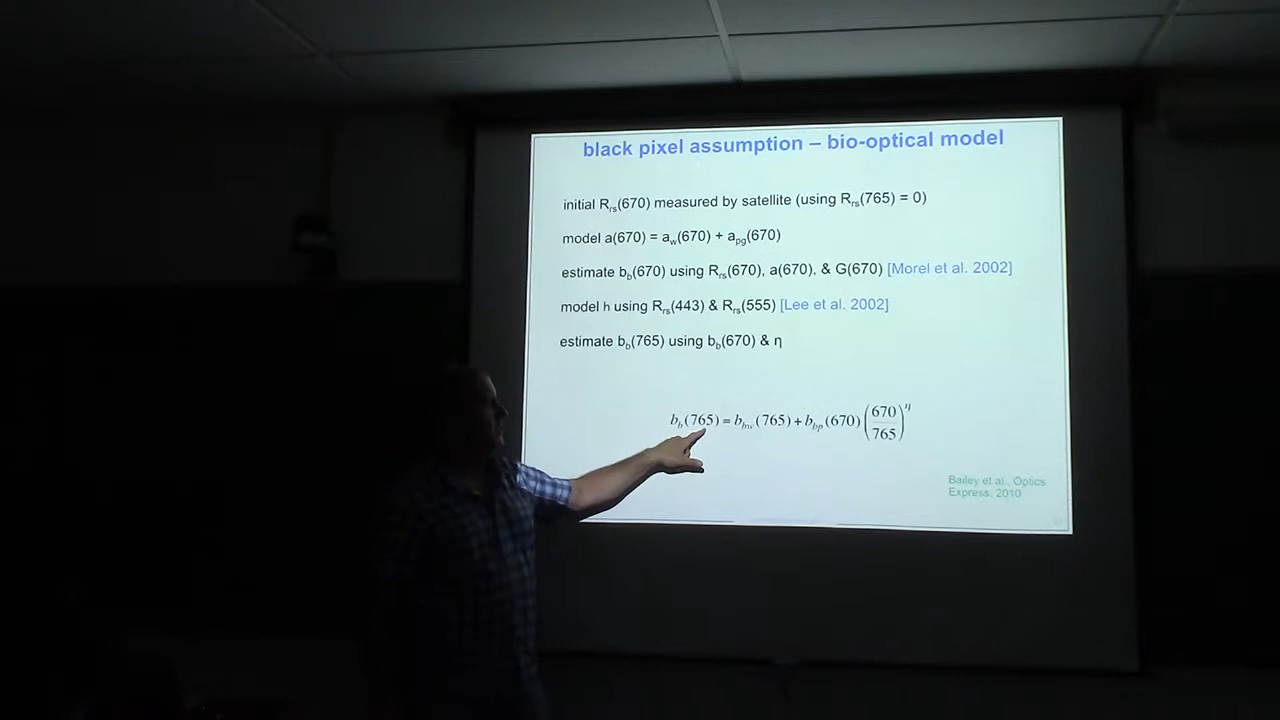 black pixel assumption – bio-optical model
initial Rrs(670) measured by satellite (using Rrs(765) = 0)
model a(670) = aw(670) + apg(670)
estimate bb(670) using Rrs(670), a(670), & G(670) [Morel et al. 2002]
model h using Rrs(443) & Rrs(555) [Lee et al. 2002]
estimate bb(765) using bb(670) & η
bb(765) = bbw(765) + bbp(670) (670/765)^η
Bailey et al., Optics
Express, 2010